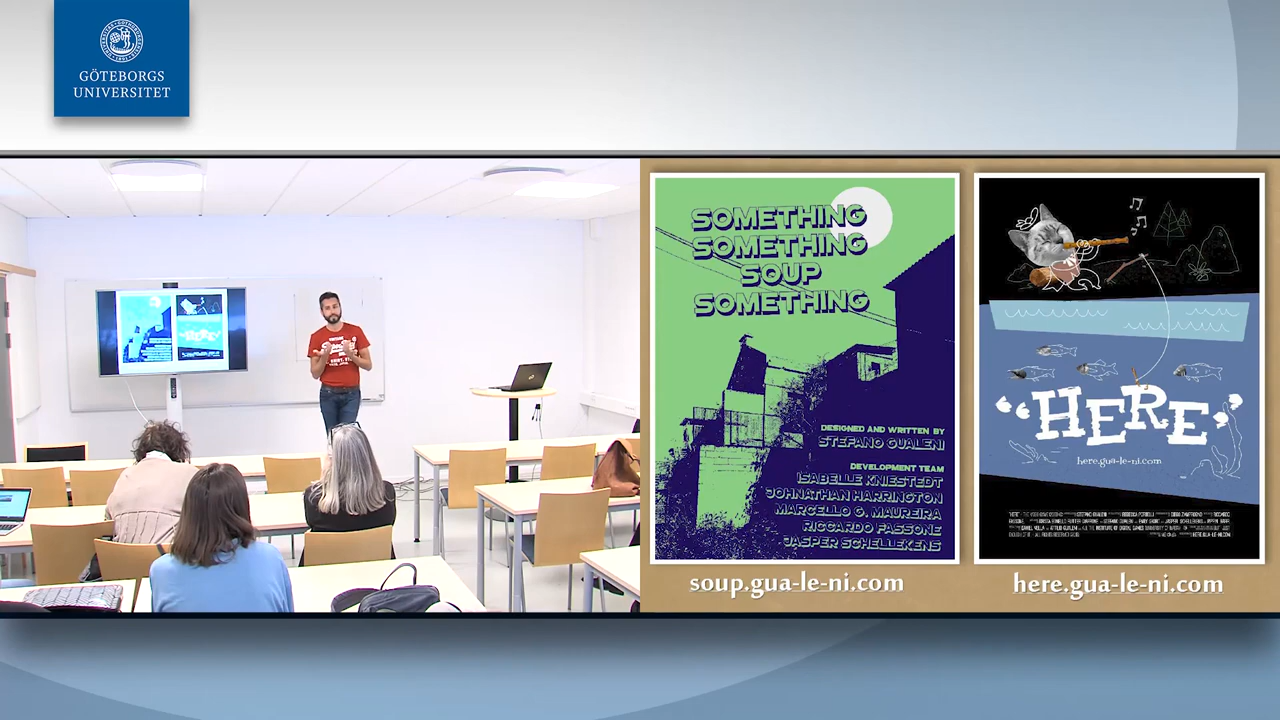 GÖTEBORGS
UNIVERSITET
SOMETHING
SOMETHING
SOUP
SOMETHING
DESIGNED AND WRITTEN BY
STEFANO GUALENI
DEVELOPMENT TEAM
ISABELLE KNIESTEDT
JOHNATHAN HARRINGTON
MARCELLO G. MAUREIRA
RICCARDO FASSONE
JASPER SCHELLEKENS
soup.gua-le-ni.com
“HERE”
here.gua-le-ni.com
here.gua-le-ni.com